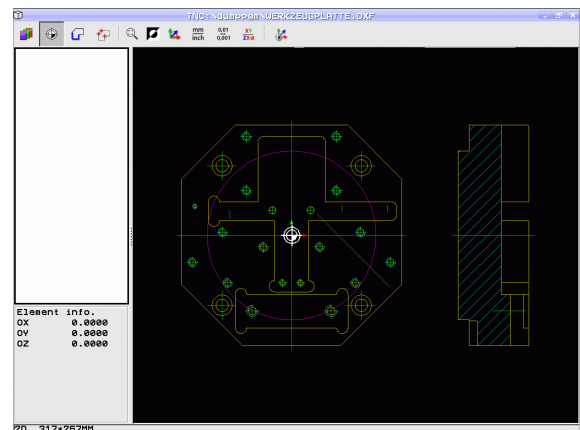 TNC:\dumppgm\WERKZEUGPLATTE.DXF
mm
inch
0,01
0,001
XY
ZXø
Element info.
OX 0.0000
OY 0.0000
OZ 0.0000
2D 317*267MM